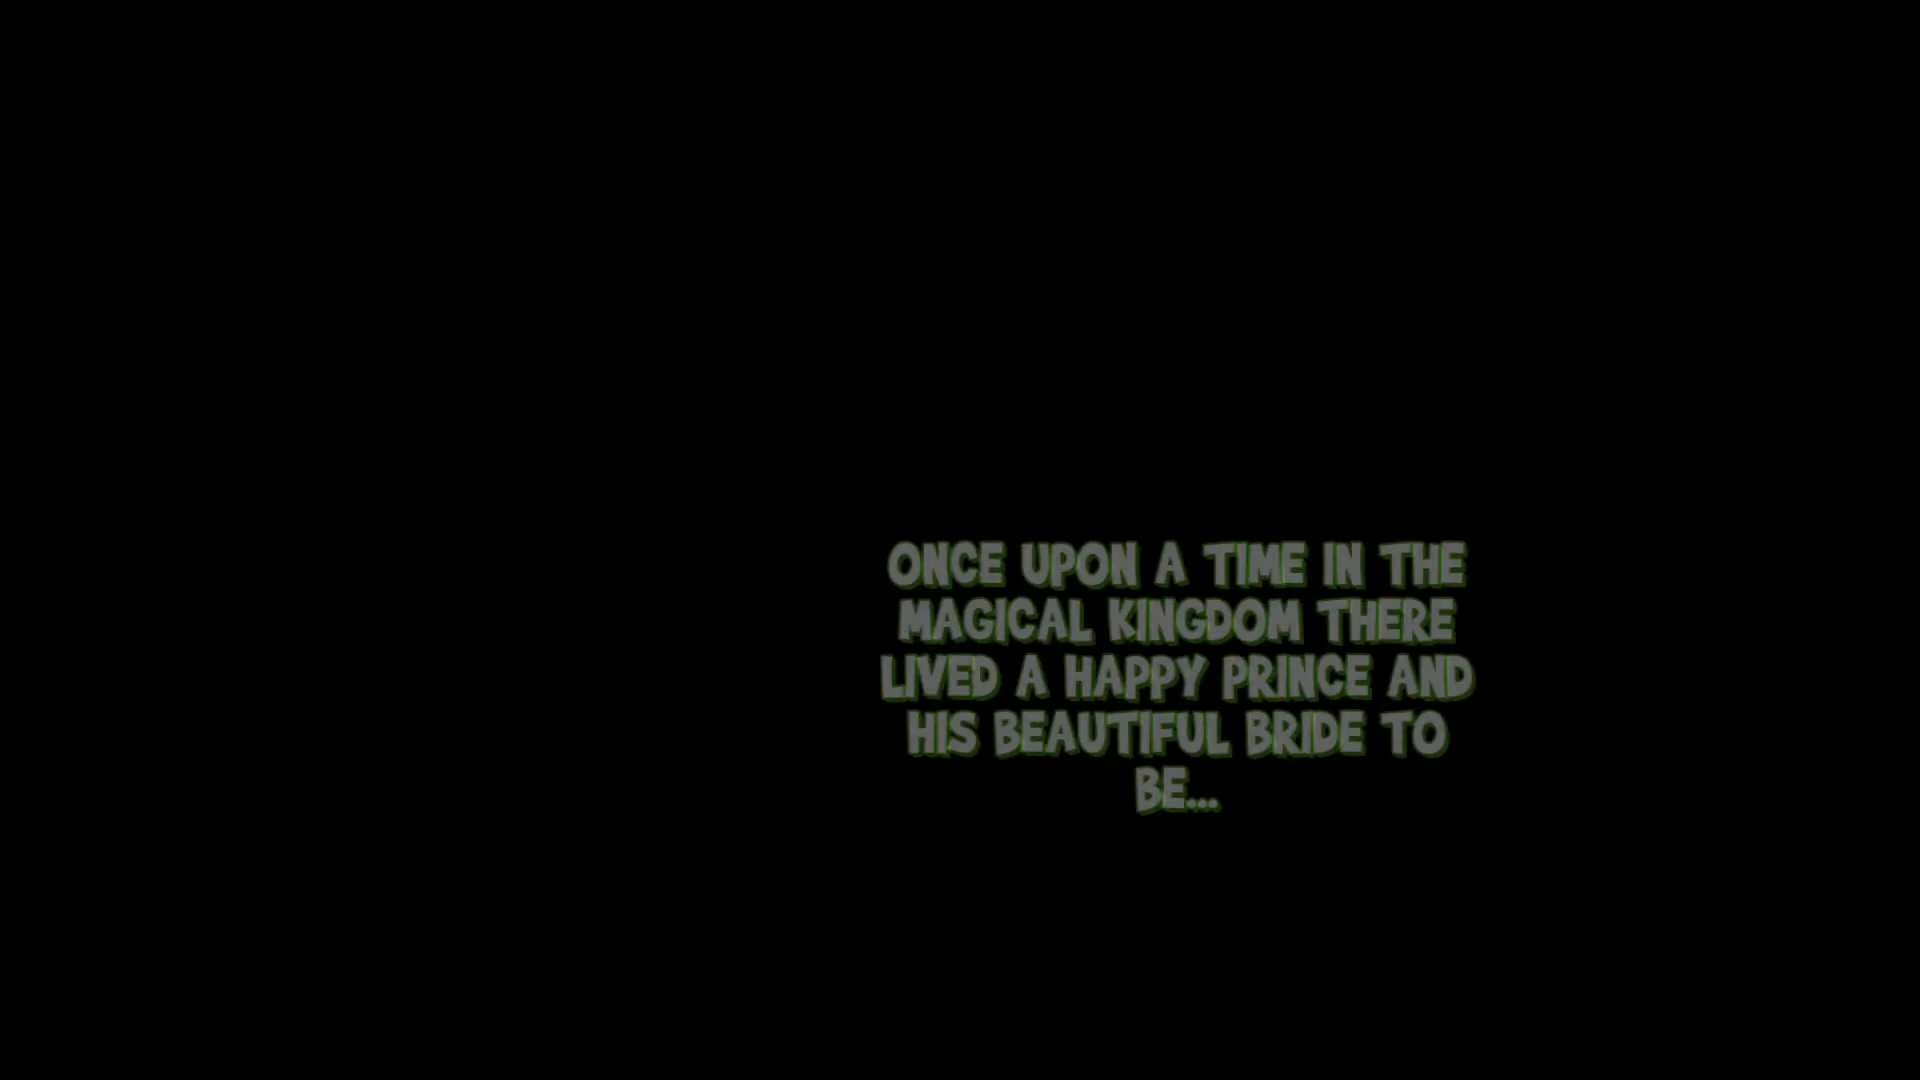 ONCE UPON A TIME IN THE
MAGICAL KINGDOM THERE
LIVED A HAPPY PRINCE AND
HIS BEAUTIFUL BRIDE TO
BE...